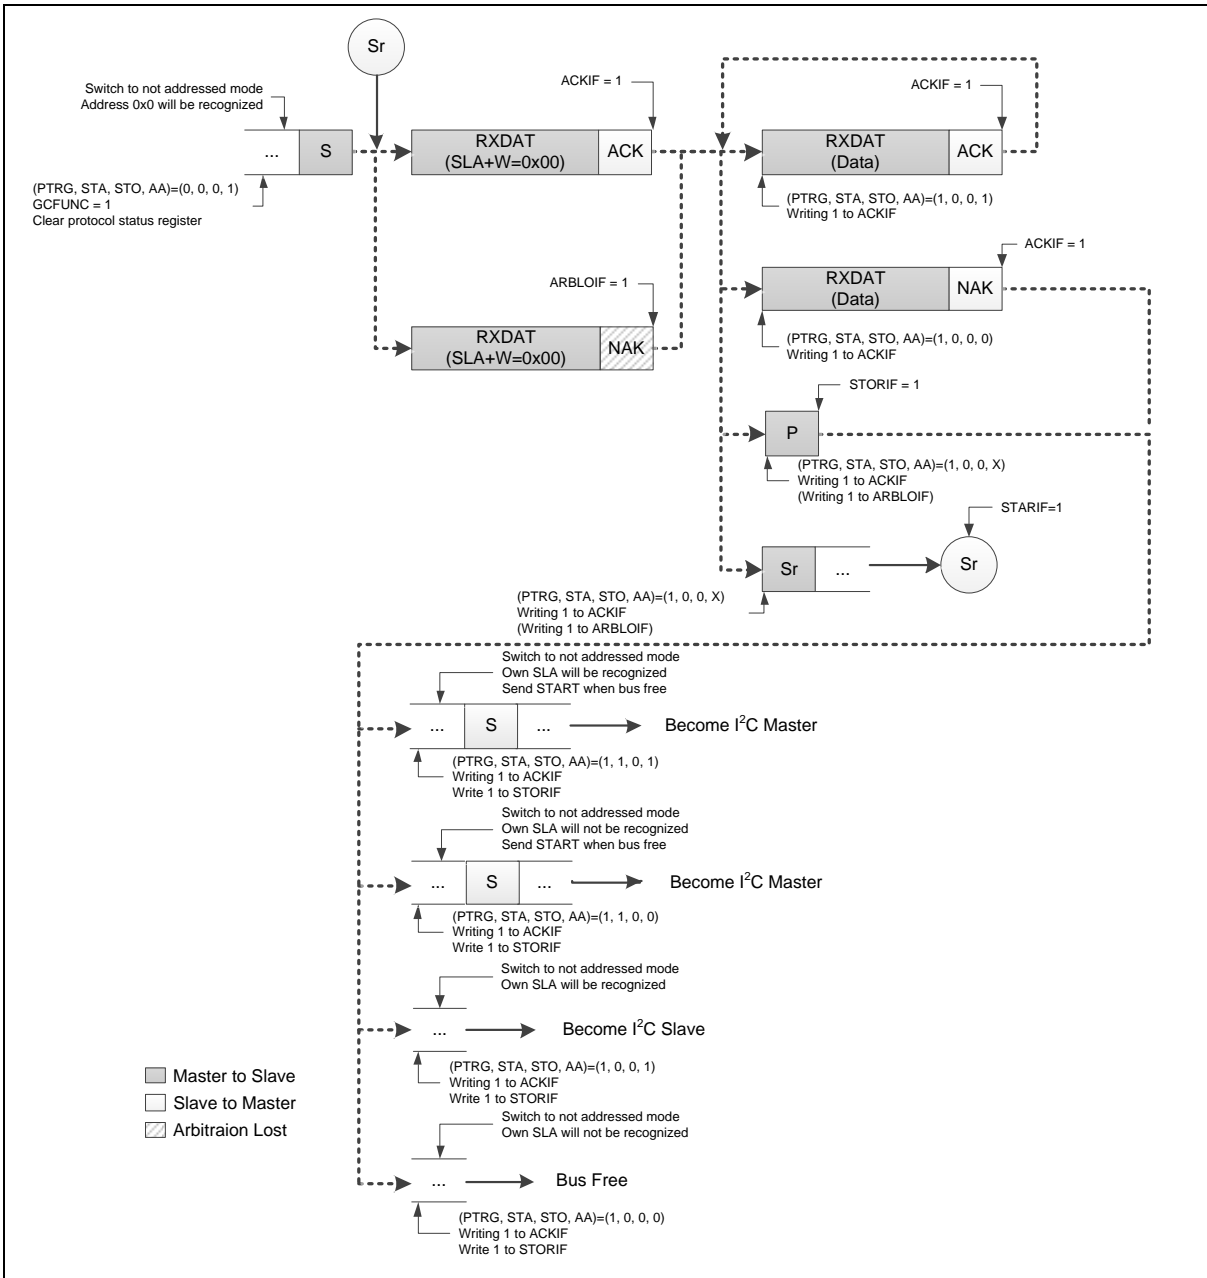 Sr
Switch to not addressed mode
Address 0x0 will be recognized
ACKIF = 1
ACKIF = 1
...
S
RXDAT
(SLA+W=0x00)
ACK
RXDAT
(Data)
ACK
(PTRG, STA, STO, AA)=(0, 0, 0, 1)
GCFUNC = 1
Clear protocol status register
(PTRG, STA, STO, AA)=(1, 0, 0, 1)
Writing 1 to ACKIF
ACKIF = 1
ARBLOIF = 1
RXDAT
(Data)
NAK
RXDAT
(SLA+W=0x00)
NAK
(PTRG, STA, STO, AA)=(1, 0, 0, 0)
Writing 1 to ACKIF
STORIF = 1
P
(PTRG, STA, STO, AA)=(1, 0, 0, X)
Writing 1 to ACKIF
(Writing 1 to ARBLOIF)
STARIF=1
Sr
...
Sr
(PTRG, STA, STO, AA)=(1, 0, 0, X)
Writing 1 to ACKIF
(Writing 1 to ARBLOIF)
Switch to not addressed mode
Own SLA will be recognized
Send START when bus free
...
S
...
Become I²C Master
(PTRG, STA, STO, AA)=(1, 1, 0, 1)
Writing 1 to ACKIF
Write 1 to STORIF
Switch to not addressed mode
Own SLA will not be recognized
Send START when bus free
...
S
...
Become I²C Master
(PTRG, STA, STO, AA)=(1, 1, 0, 0)
Writing 1 to ACKIF
Write 1 to STORIF
Switch to not addressed mode
Own SLA will be recognized
...
Become I²C Slave
(PTRG, STA, STO, AA)=(1, 0, 0, 1)
Writing 1 to ACKIF
Write 1 to STORIF
Master to Slave
Slave to Master
Arbitraion Lost
Switch to not addressed mode
Own SLA will not be recognized
...
Bus Free
(PTRG, STA, STO, AA)=(1, 0, 0, 0)
Writing 1 to ACKIF
Write 1 to STORIF